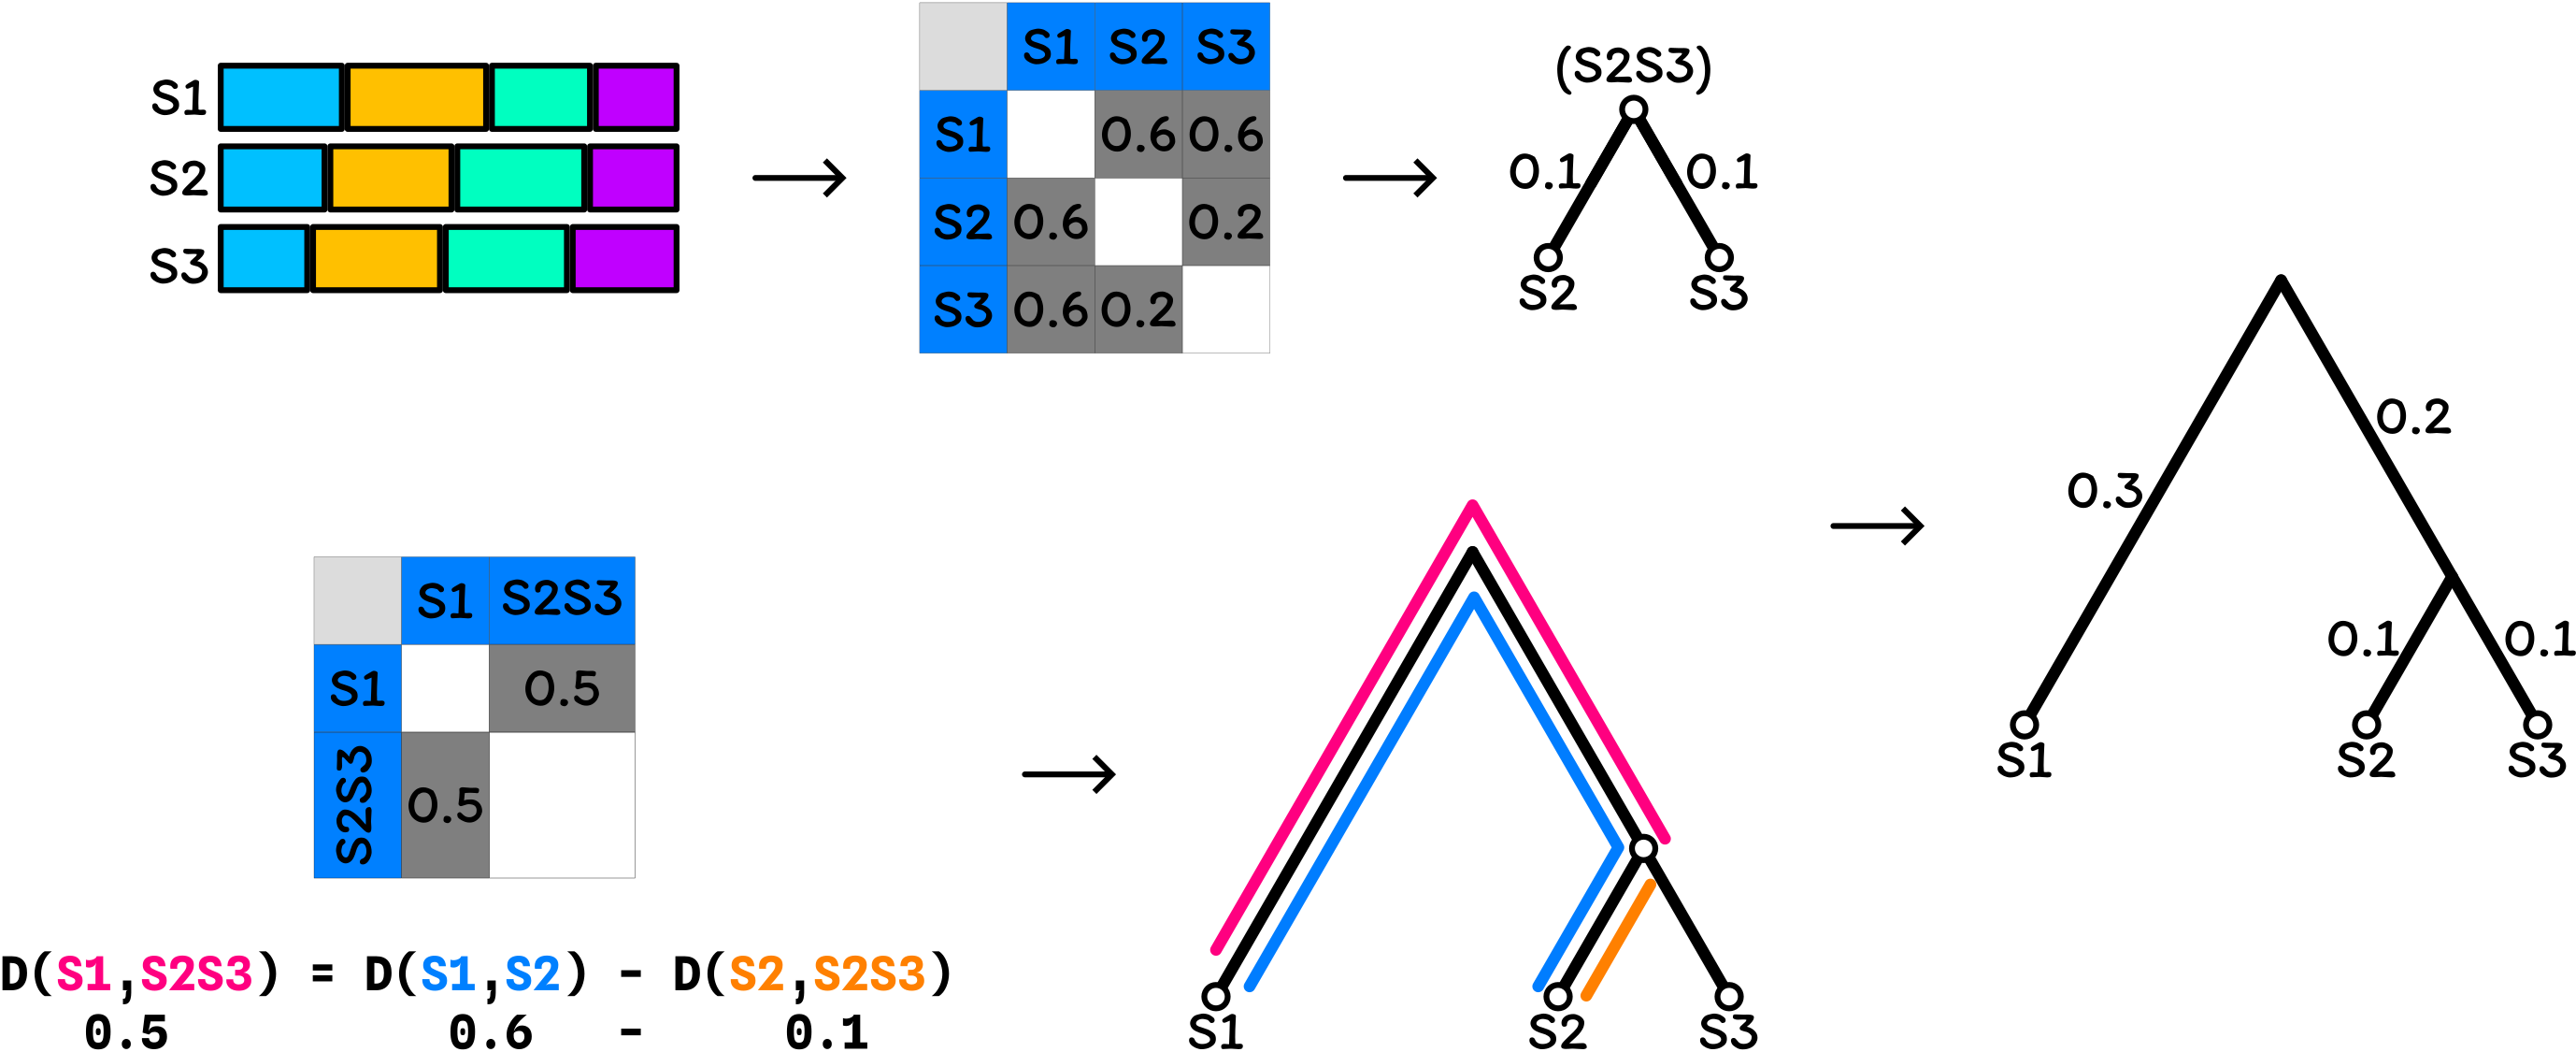 S1
S2
S3
S1 S2 S3
S1 0.6 0.6
S2 0.6 0.2
S3 0.6 0.2
(S2S3)
0.1 0.1
S2 S3
S1 S2S3
S1 0.5
S2S3 0.5
D(S1,S2S3) = D(S1,S2) - D(S2,S2S3)
0.5 0.6 - 0.1
S1 S2 S3
0.2
0.3
0.1 0.1
S1 S2 S3